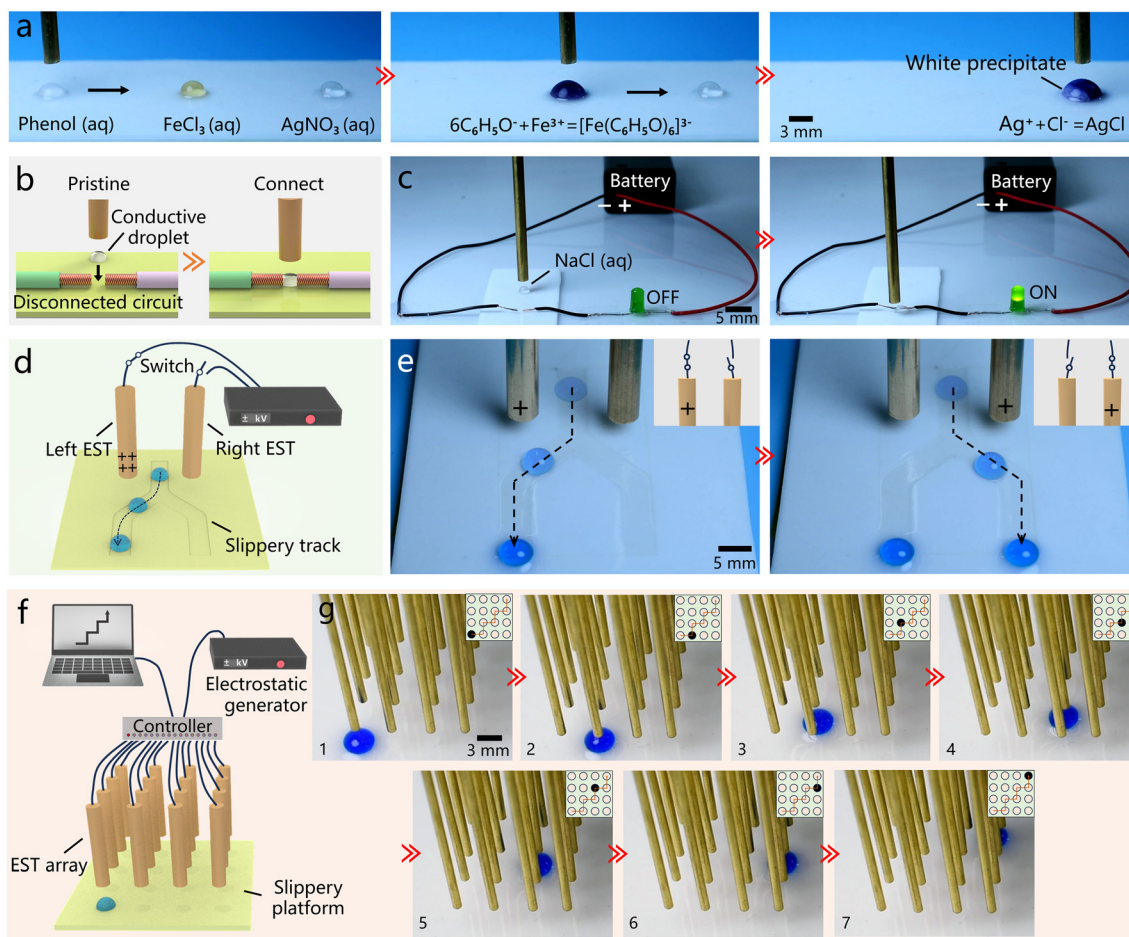 a
Phenol (aq)
FeCl₃ (aq)
AgNO₃ (aq)
6C₆H₅O⁻+Fe³⁺=[Fe(C₆H₅O)₆]³⁻
White precipitate
3 mm
Ag⁺+Cl⁻=AgCl
b
Pristine
Connect
Conductive
droplet
Disconnected circuit
c
Battery
− +
NaCl (aq)
OFF
5 mm
Battery
− +
ON
d
Switch
± kV
Left EST
Right EST
++
++
Slippery track
e
+
+
5 mm
+
+
f
± kV
Electrostatic
generator
Controller
EST array
Slippery
platform
g
1
3 mm
2
3
4
5
6
7